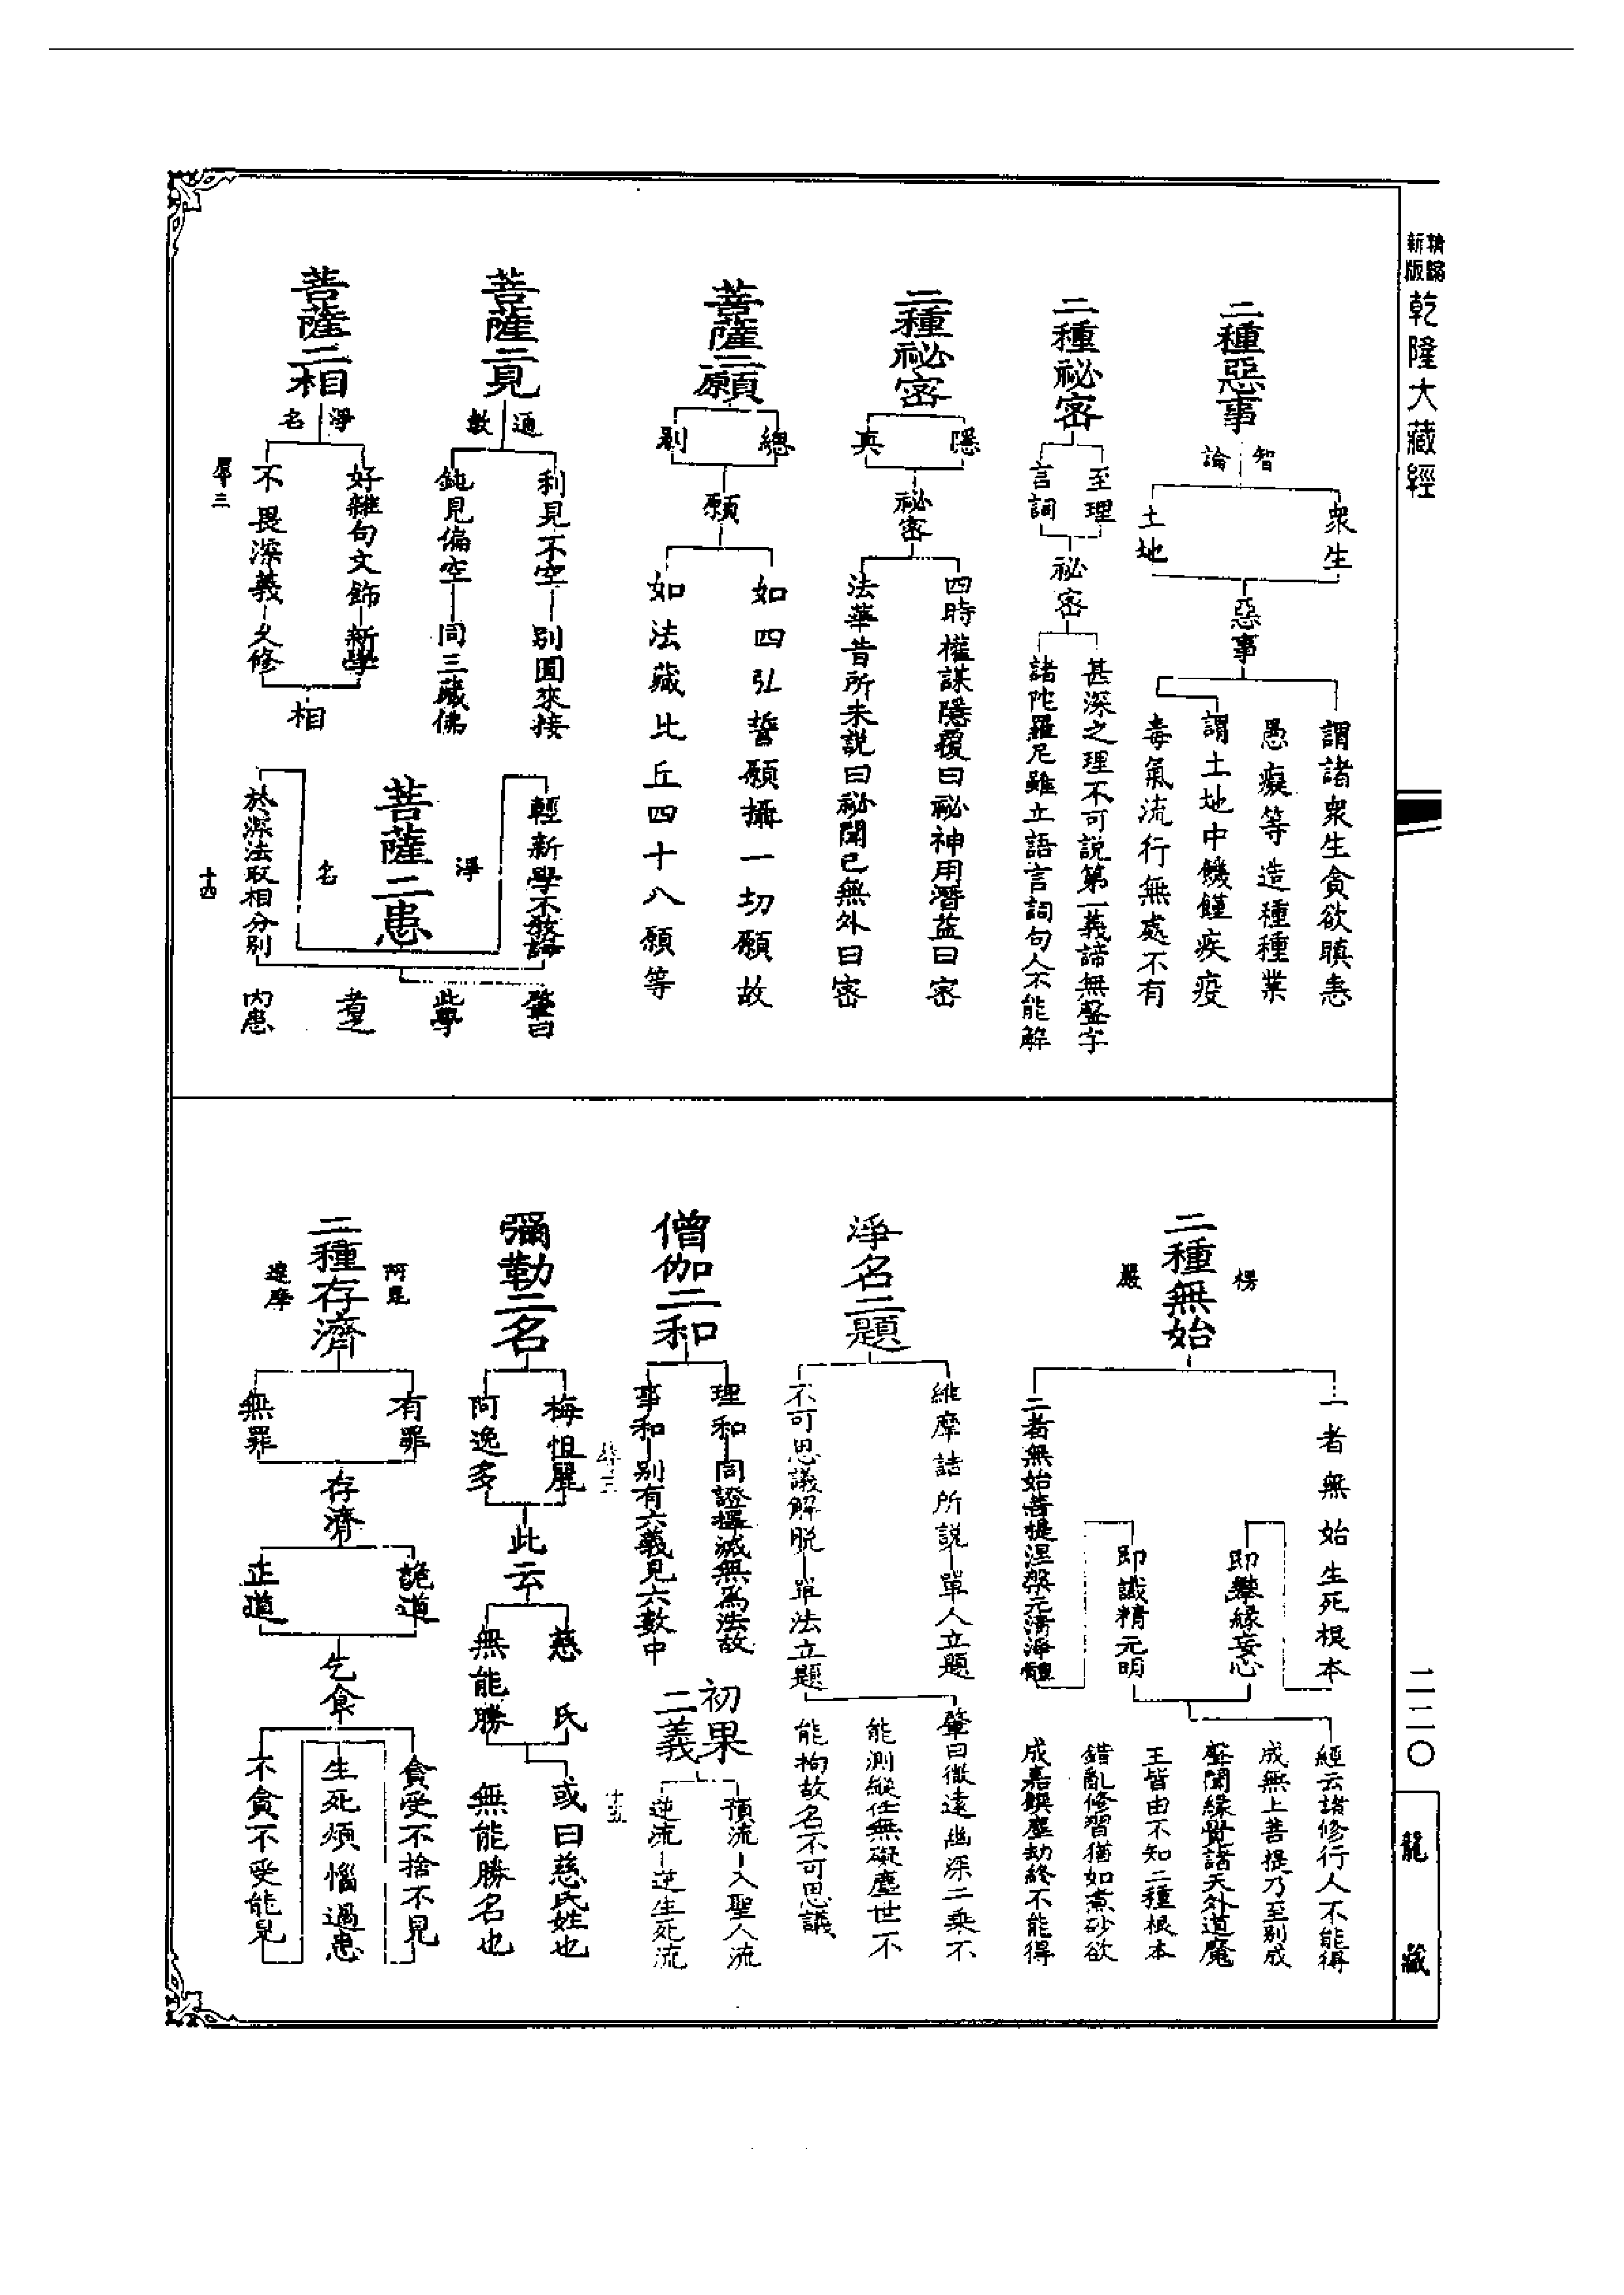 新版
乾隆大藏經
二種惡事
智論
衆生
土地
惡事
謂諸衆生貪欲瞋恚
愚癡等造種種業
謂土地中饑饉疾疫
毒氣流行無處不有
二種祕密
至理
言詞
祕密
甚深之理不可説第一義諦無聲字
諸陀羅尼雖立語言詞句人不能解
二種祕密
隱
真
祕密
四時權謀隱覆曰祕神用潛益曰密
法華昔所未説曰祕開已無外曰密
菩薩二願
總
別
願
如四弘誓願攝一切願故
如法藏比丘四十八願等
菩薩二見
通教
利見不空
別圓來接
鈍見偏空
同三藏佛
菩薩二相
淨名
好雜句文飾
新學
不畏深義
久修
相
菩薩二患
淨名
輕新學不教誨
於深法取相分別
肇曰
此學
者之
內患
十四
二種無始
楞嚴
一者無始生死根本
即攀緣妄心
二者無始菩提涅槃元清淨體
即識精元明
經云諸修行人不能得
成無上菩提乃至別成
聲聞緣覺諸天外道魔
王皆由不知二種根本
錯亂修習猶如煮砂欲
成嘉饌塵劫終不能得
淨名二題
維摩詰所説
單人立題
不可思議解脱
單法立題
肇曰微遠幽深二乘不
能測縱任無礙塵世不
能拘故名不可思議
僧伽二和
理和
同證擇滅無爲法故
事和
別有六義見六數中
初果二義
預流
入聖人流
逆流
逆生死流
十五
彌勒二名
梅怛麗
阿逸多
此云
慈氏
無能勝
或曰慈氏姓也
無能勝名也
二種存濟
阿毘達摩
有罪
無罪
存濟
詭道
正道
乞食
貪受不捨不見
生死煩惱過患
不貪不受能見
二一〇
龍藏